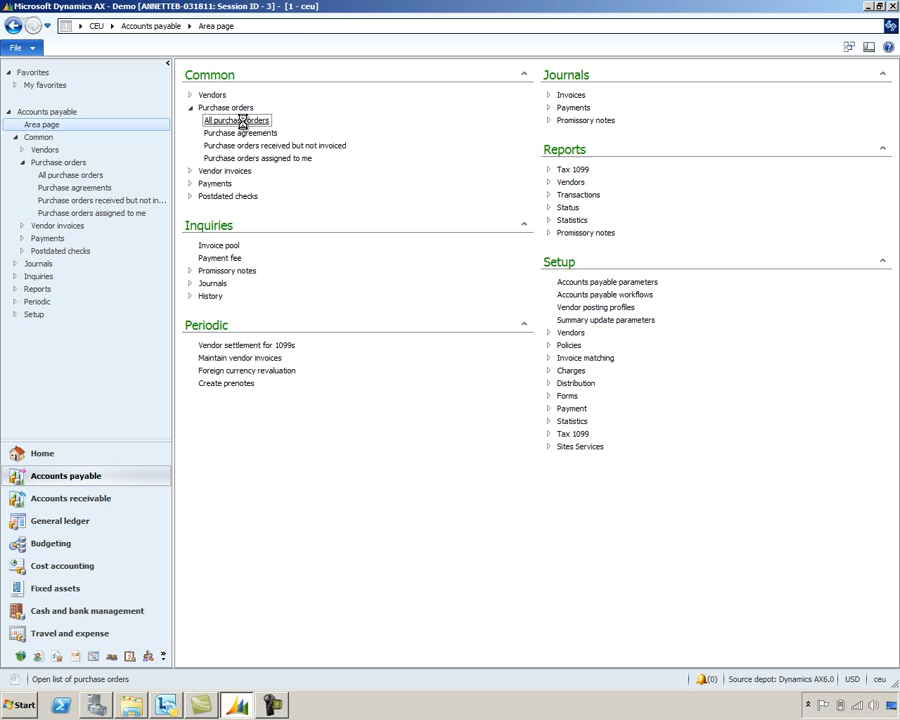 Microsoft Dynamics AX - Demo [ANNETTEB-031811: Session ID - 3] - [1 - ceu]
CEU Accounts payable Area page
File
Favorites
My favorites
Accounts payable
Area page
Common
Vendors
Purchase orders
All purchase orders
Purchase agreements
Purchase orders received but not in...
Purchase orders assigned to me
Vendor invoices
Payments
Postdated checks
Journals
Inquiries
Reports
Periodic
Setup
Home
Accounts payable
Accounts receivable
General ledger
Budgeting
Cost accounting
Fixed assets
Cash and bank management
Travel and expense
Common
Vendors
Purchase orders
All purchase orders
Purchase agreements
Purchase orders received but not invoiced
Purchase orders assigned to me
Vendor invoices
Payments
Postdated checks
Inquiries
Invoice pool
Payment fee
Promissory notes
Journals
History
Periodic
Vendor settlement for 1099s
Maintain vendor invoices
Foreign currency revaluation
Create prenotes
Journals
Invoices
Payments
Promissory notes
Reports
Tax 1099
Vendors
Transactions
Status
Statistics
Promissory notes
Setup
Accounts payable parameters
Accounts payable workflows
Vendor posting profiles
Summary update parameters
Vendors
Policies
Invoice matching
Charges
Distribution
Forms
Payment
Statistics
Tax 1099
Sites Services
Open list of purchase orders
(0) Source depot: Dynamics AX6.0 USD ceu
Start